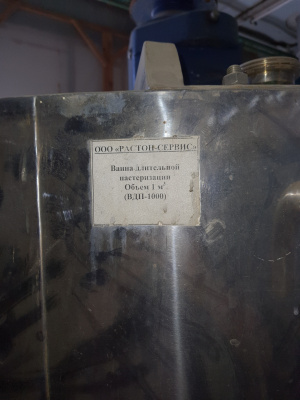 ООО «РАСТОН-СЕРВИС»
Ванна длительной
пастеризации
Объем 1 м³
(ВДП-1000)